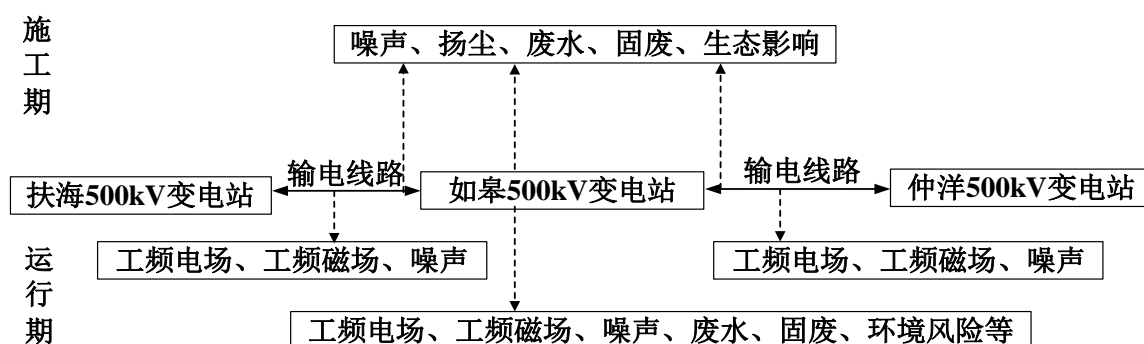 施工期
噪声、扬尘、废水、固废、生态影响
输电线路
输电线路
扶海500kV变电站
如皋500kV变电站
仲洋500kV变电站
运行期
工频电场、工频磁场、噪声
工频电场、工频磁场、噪声
工频电场、工频磁场、噪声、废水、固废、环境风险等